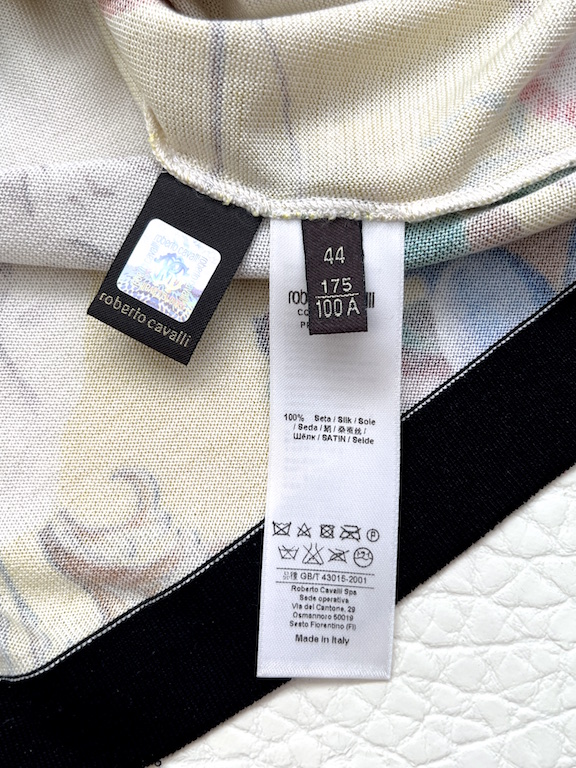 roberto cavalli
44
175
100 A
100% Seta / Silk / Soie
/ Seda / 絹 / 桑蚕丝 /
Шёлк / SATIN / Seide
P
GB/T 43015-2001
Roberto Cavalli Spa
Sede operativa
Via del Cantone, 29
Osmannoro 50019
Sesto Fiorentino (FI)
Made in Italy